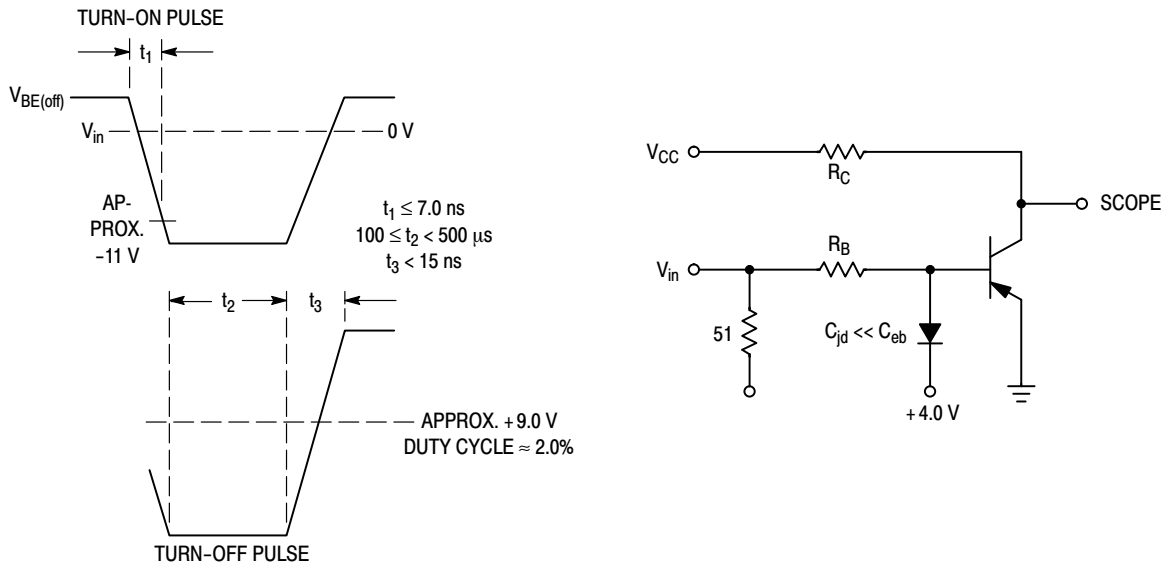 TURN-ON PULSE
t1
VBE(off)
Vin
0 V
AP-
PROX.
-11 V
t1 ≤ 7.0 ns
100 ≤ t2 < 500 μs
t3 < 15 ns
t2
t3
APPROX. +9.0 V
DUTY CYCLE ≈ 2.0%
TURN-OFF PULSE
VCC
RC
SCOPE
Vin
RB
51
Cjd << Ceb
+4.0 V